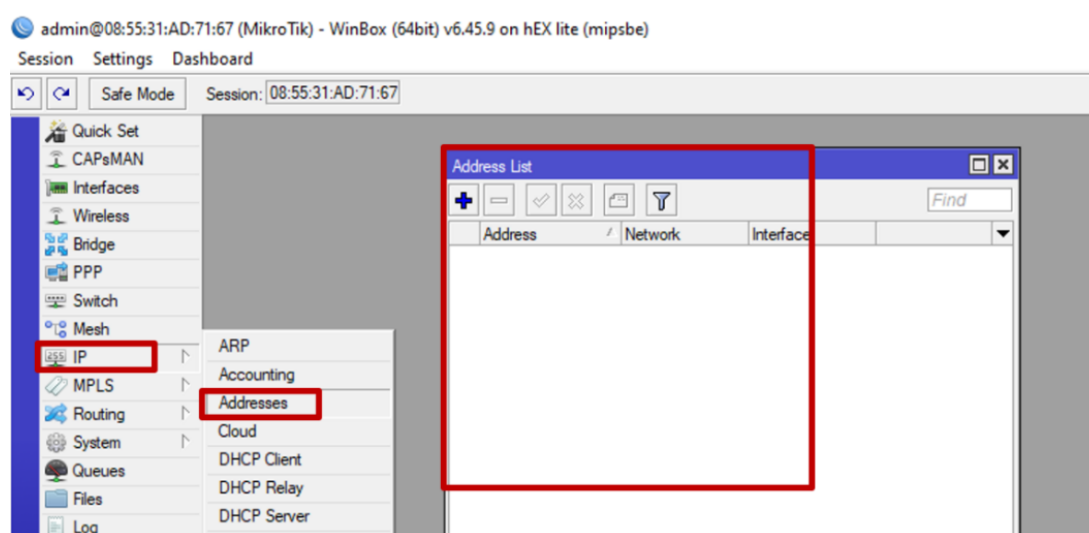 admin@08:55:31:AD:71:67 (MikroTik) - WinBox (64bit) v6.45.9 on hEX lite (mipsbe)
Session Settings Dashboard
Safe Mode Session: 08:55:31:AD:71:67
Quick Set
CAPsMAN
Interfaces
Wireless
Bridge
PPP
Switch
Mesh
IP
MPLS
Routing
System
Queues
Files
Log
ARP
Accounting
Addresses
Cloud
DHCP Client
DHCP Relay
DHCP Server
Address List
Find
Address Network Interface